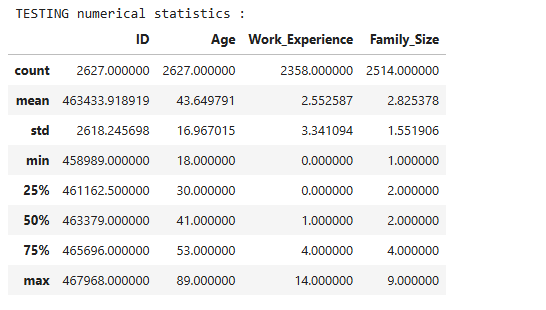 TESTING numerical statistics :
ID Age Work_Experience Family_Size
count 2627.000000 2627.000000 2358.000000 2514.000000
mean 463433.918919 43.649791 2.552587 2.825378
std 2618.245698 16.967015 3.341094 1.551906
min 458989.000000 18.000000 0.000000 1.000000
25% 461162.500000 30.000000 0.000000 2.000000
50% 463379.000000 41.000000 1.000000 2.000000
75% 465696.000000 53.000000 4.000000 4.000000
max 467968.000000 89.000000 14.000000 9.000000